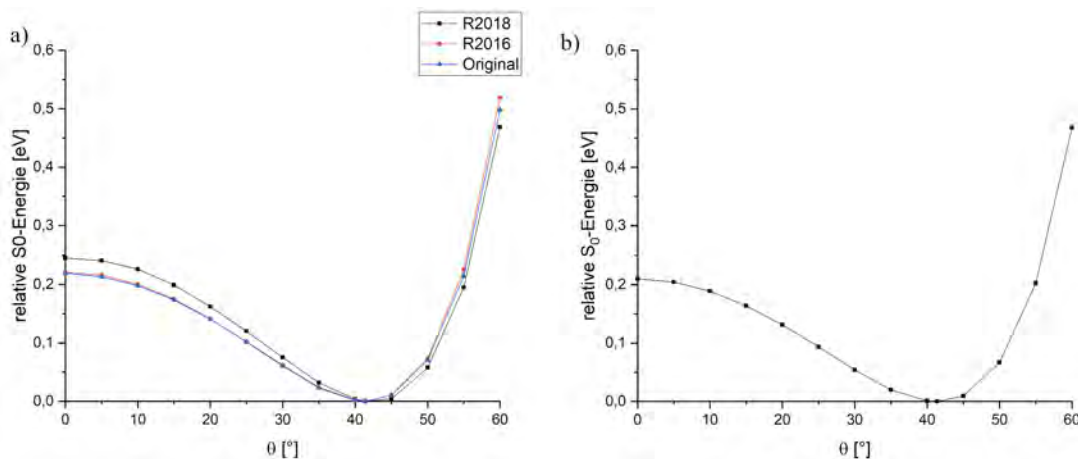 a)
R2018
R2016
Original
relative S0-Energie [eV]
0,6
0,5
0,4
0,3
0,2
0,1
0,0
0 10 20 30 40 50 60
θ [°]
b)
relative S₀-Energie [eV]
0,6
0,5
0,4
0,3
0,2
0,1
0,0
0 10 20 30 40 50 60
θ [°]